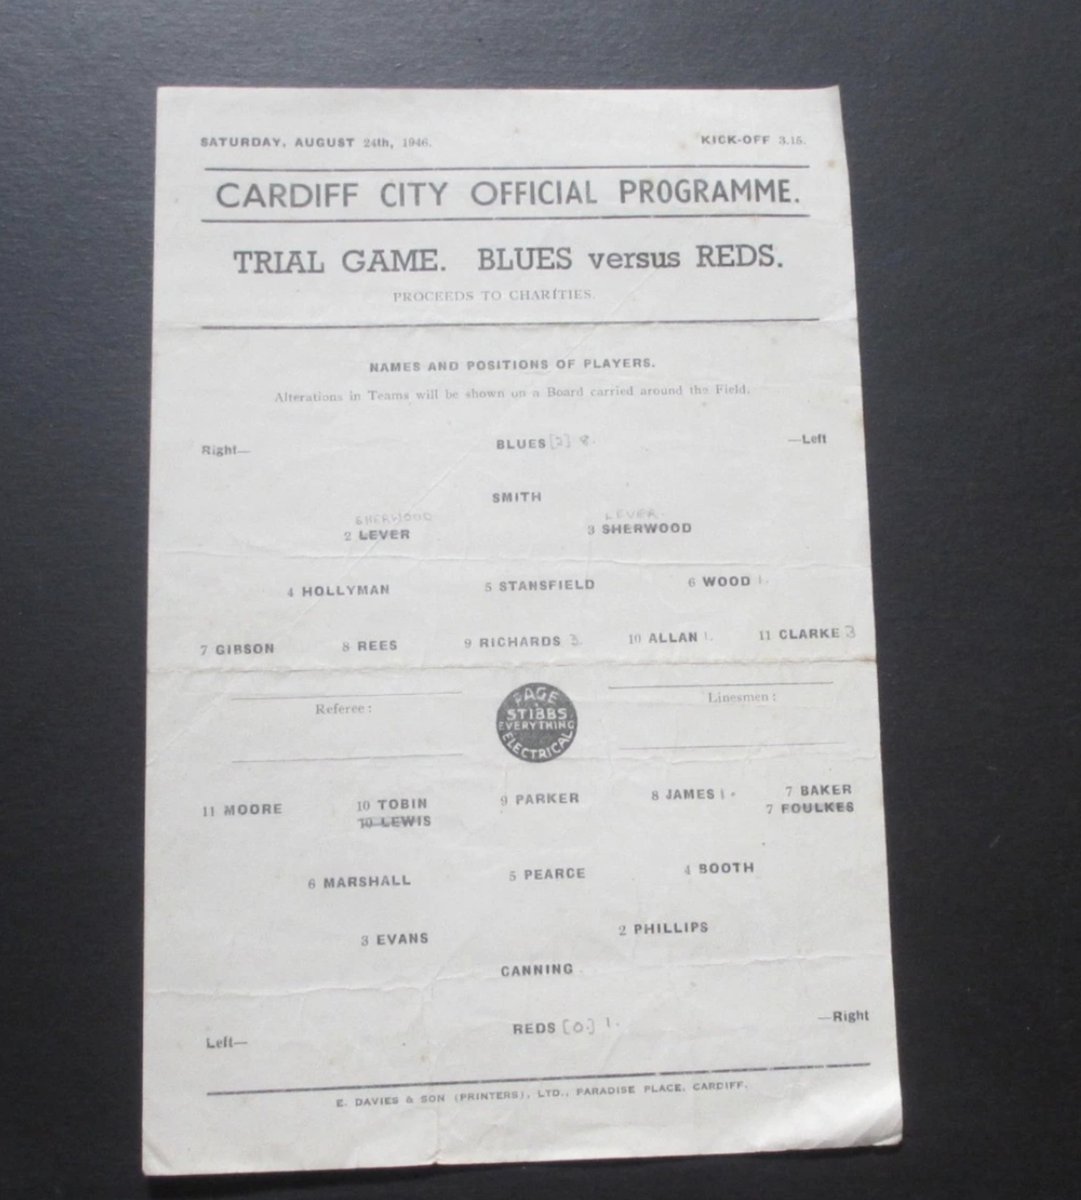 SATURDAY, AUGUST 24th, 1946. KICK-OFF 3.15.
CARDIFF CITY OFFICIAL PROGRAMME.
TRIAL GAME. BLUES versus REDS.
PROCEEDS TO CHARITIES.
NAMES AND POSITIONS OF PLAYERS.
Alterations in Teams will be shown on a Board carried around the Field.
Right— BLUES [2] 8. —Left
SMITH
SHERWOOD LEVER.
2 LEVER 3 SHERWOOD
4 HOLLYMAN 5 STANSFIELD 6 WOOD 1.
7 GIBSON 8 REES 9 RICHARDS 3. 10 ALLAN 1. 11 CLARKE 3
Referee: Linesmen:
PAGE
&
STIBBS
EVERYTHING
ELECTRICAL
11 MOORE 10 TOBIN 9 PARKER 8 JAMES 1. 7 BAKER
10 LEWIS 7 FOULKES
6 MARSHALL 5 PEARCE 4 BOOTH
3 EVANS 2 PHILLIPS
CANNING
Left— REDS [0.] 1. —Right
E. DAVIES & SON (PRINTERS), LTD., PARADISE PLACE, CARDIFF.